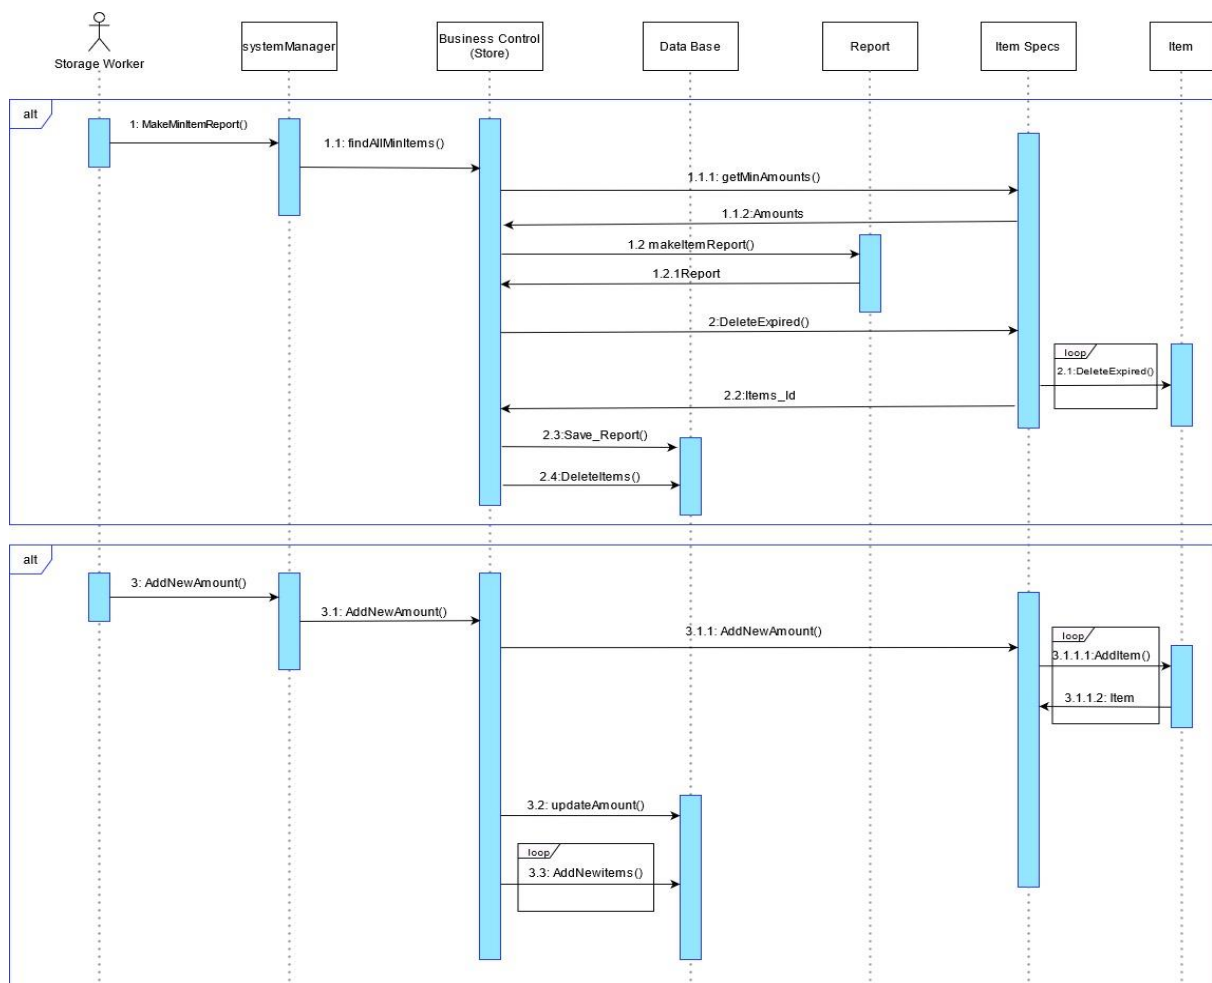 Storage Worker
systemManager
Business Control
(Store)
Data Base
Report
Item Specs
Item
alt
1: MakeMinItemReport()
1.1: findAllMinItems()
1.1.1: getMinAmounts()
1.1.2:Amounts
1.2 makeItemReport()
1.2.1Report
2:DeleteExpired()
loop
2.1:DeleteExpired()
2.2:Items_Id
2.3:Save_Report()
2.4:DeleteItems()
alt
3: AddNewAmount()
3.1: AddNewAmount()
3.1.1: AddNewAmount()
loop
3.1.1.1:AddItem()
3.1.1.2: Item
3.2: updateAmount()
loop
3.3: AddNewitems()